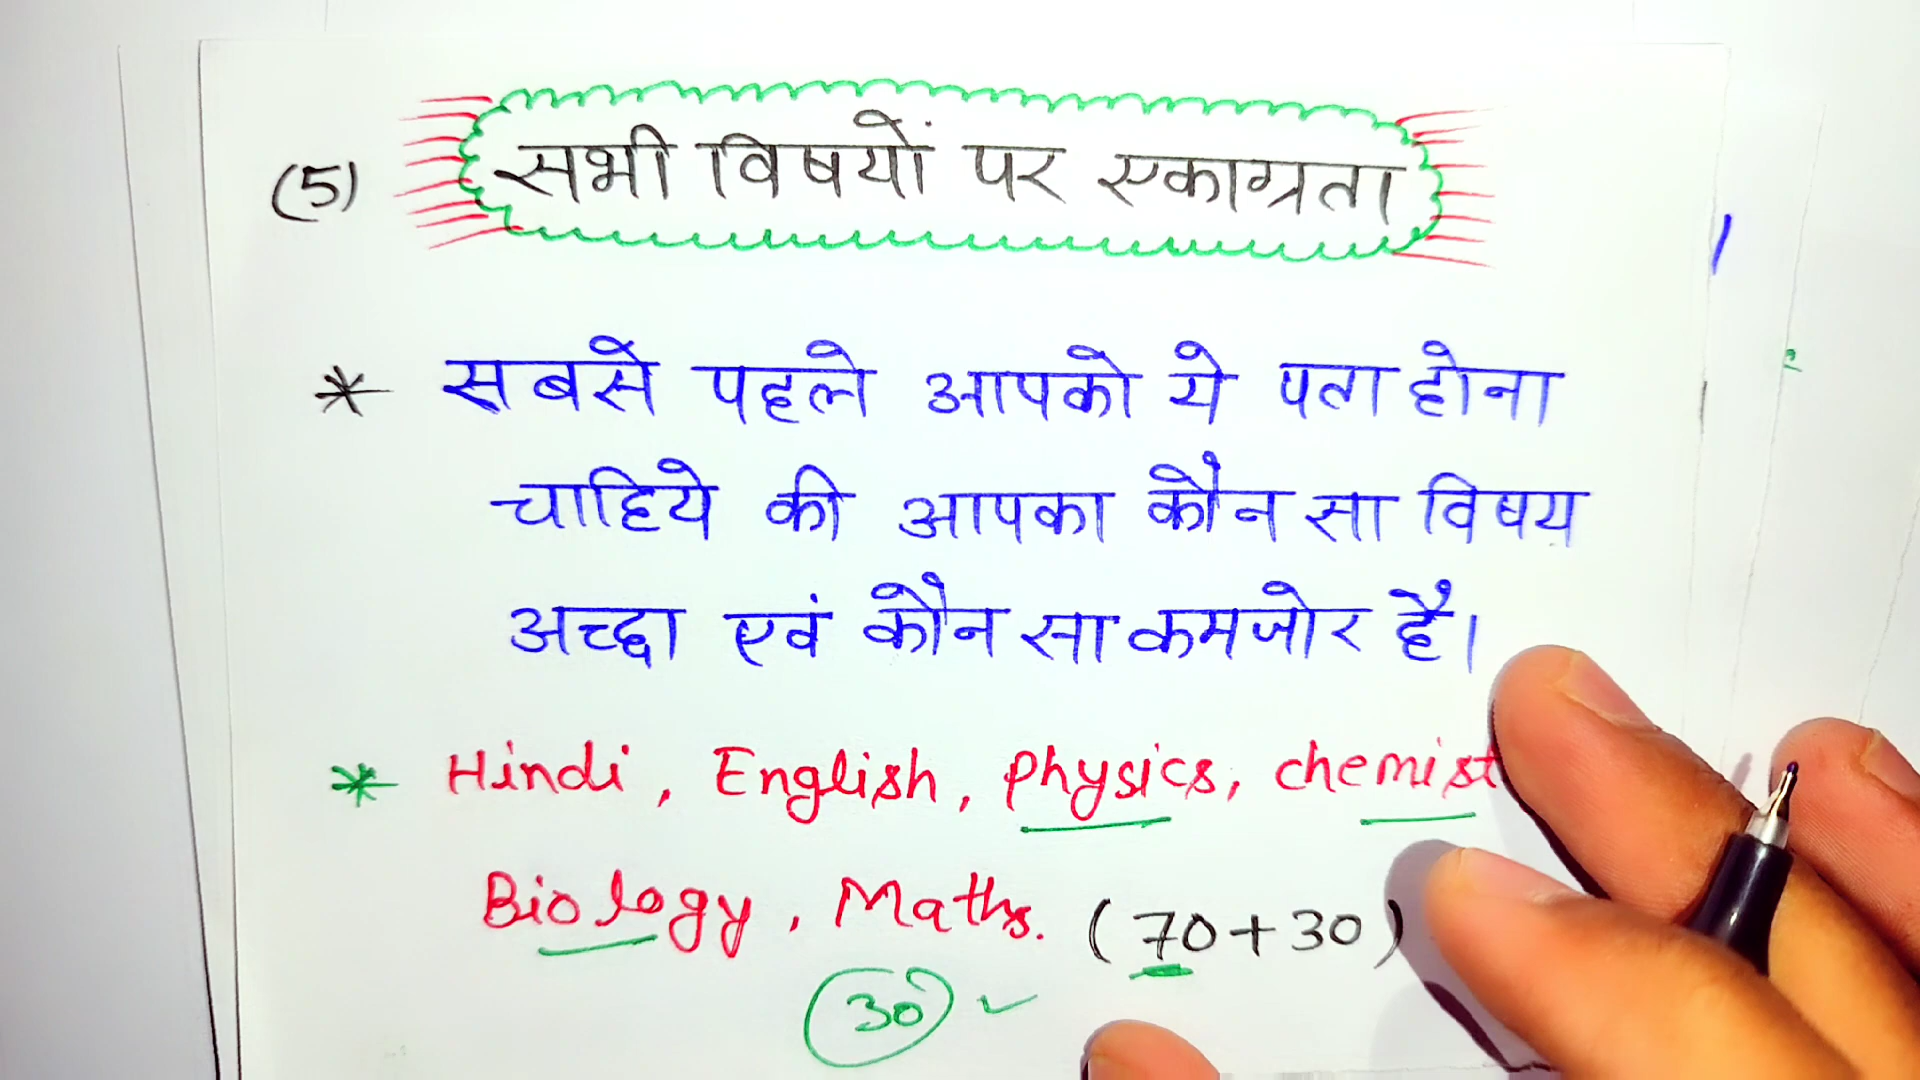 (5) सभी विषयों पर एकाग्रता
* सबसे पहले आपको ये पता होना
चाहिये की आपका कौन सा विषय
अच्छा एवं कौन सा कमजोर है।
* Hindi, English, physics, chemist
Biology, Maths. (70+30)
30